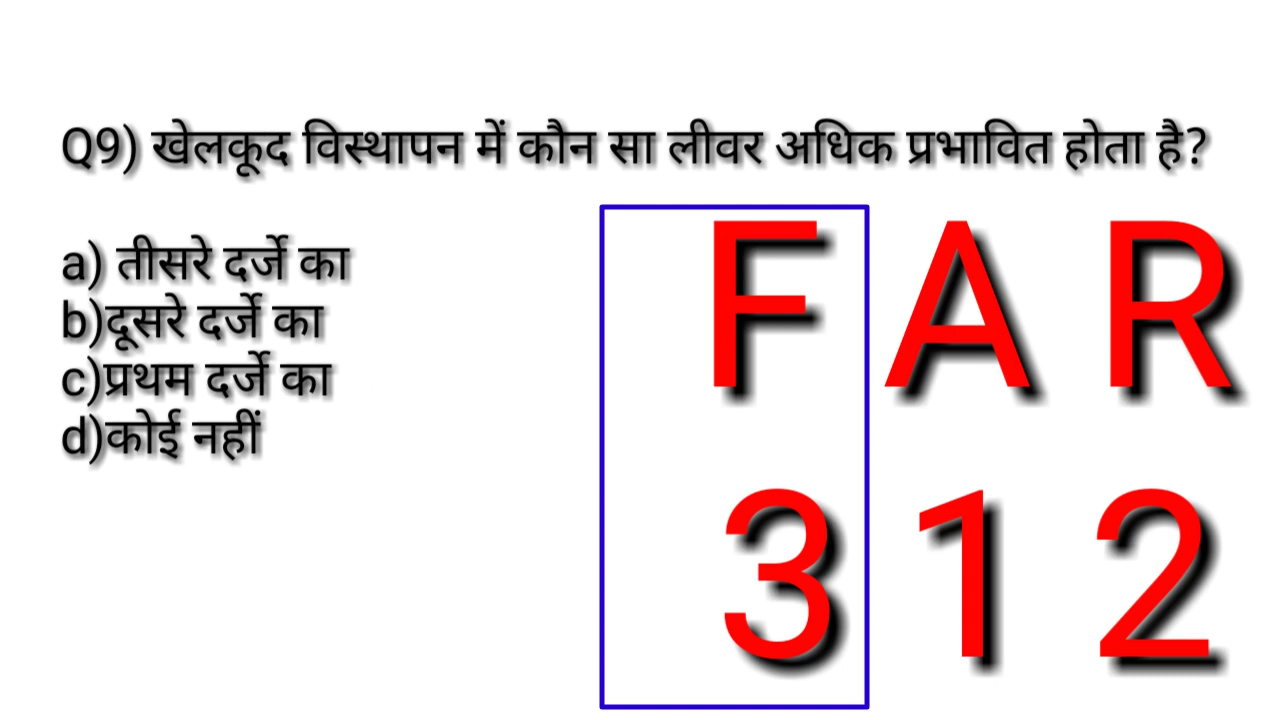 Q9) खेलकूद विस्थापन में कौन सा लीवर अधिक प्रभावित होता है?
a) तीसरे दर्जे का
b)दूसरे दर्जे का
c)प्रथम दर्जे का
d)कोई नहीं
F A R
3 1 2